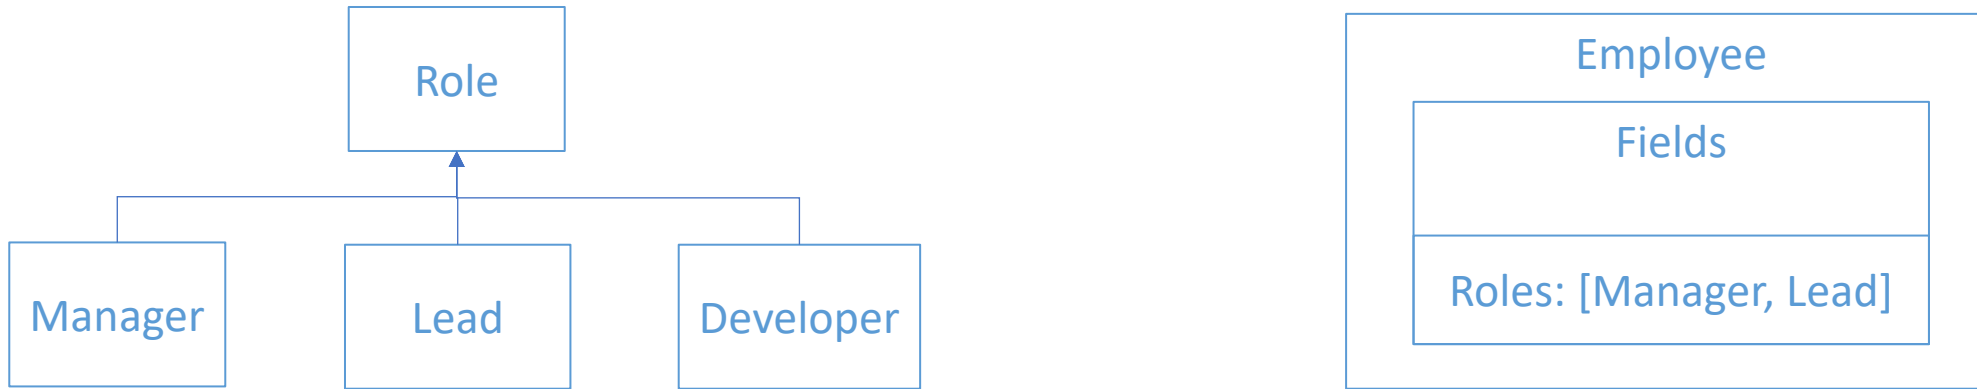 Role
Manager
Lead
Developer
Employee
Fields
Roles: [Manager, Lead]